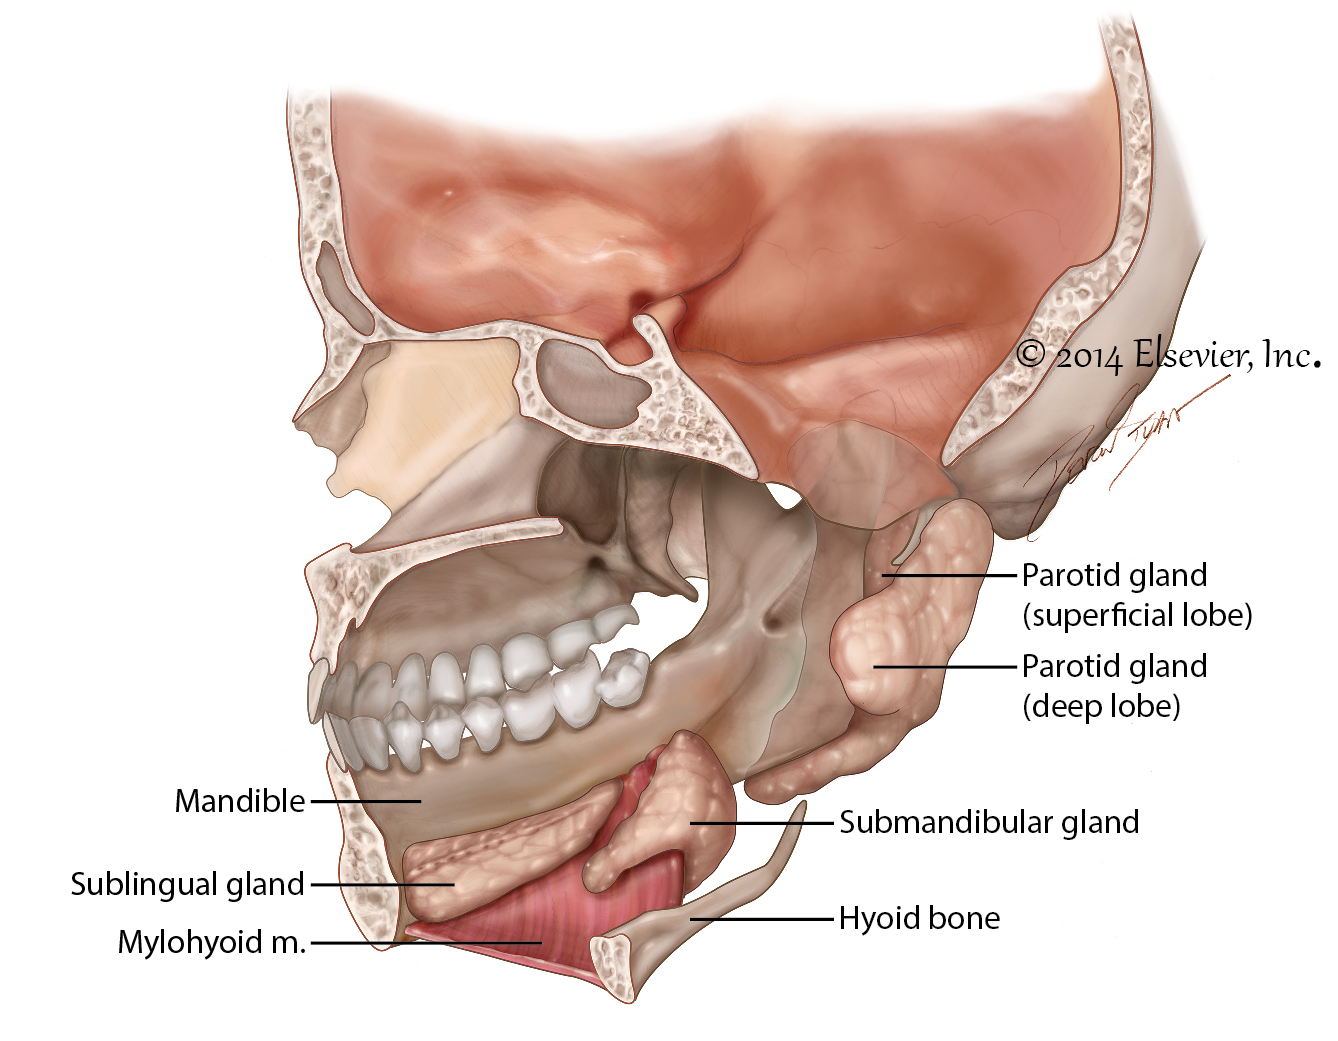 © 2014 Elsevier, Inc.
Parotid gland
(superficial lobe)
Parotid gland
(deep lobe)
Mandible
Submandibular gland
Sublingual gland
Hyoid bone
Mylohyoid m.